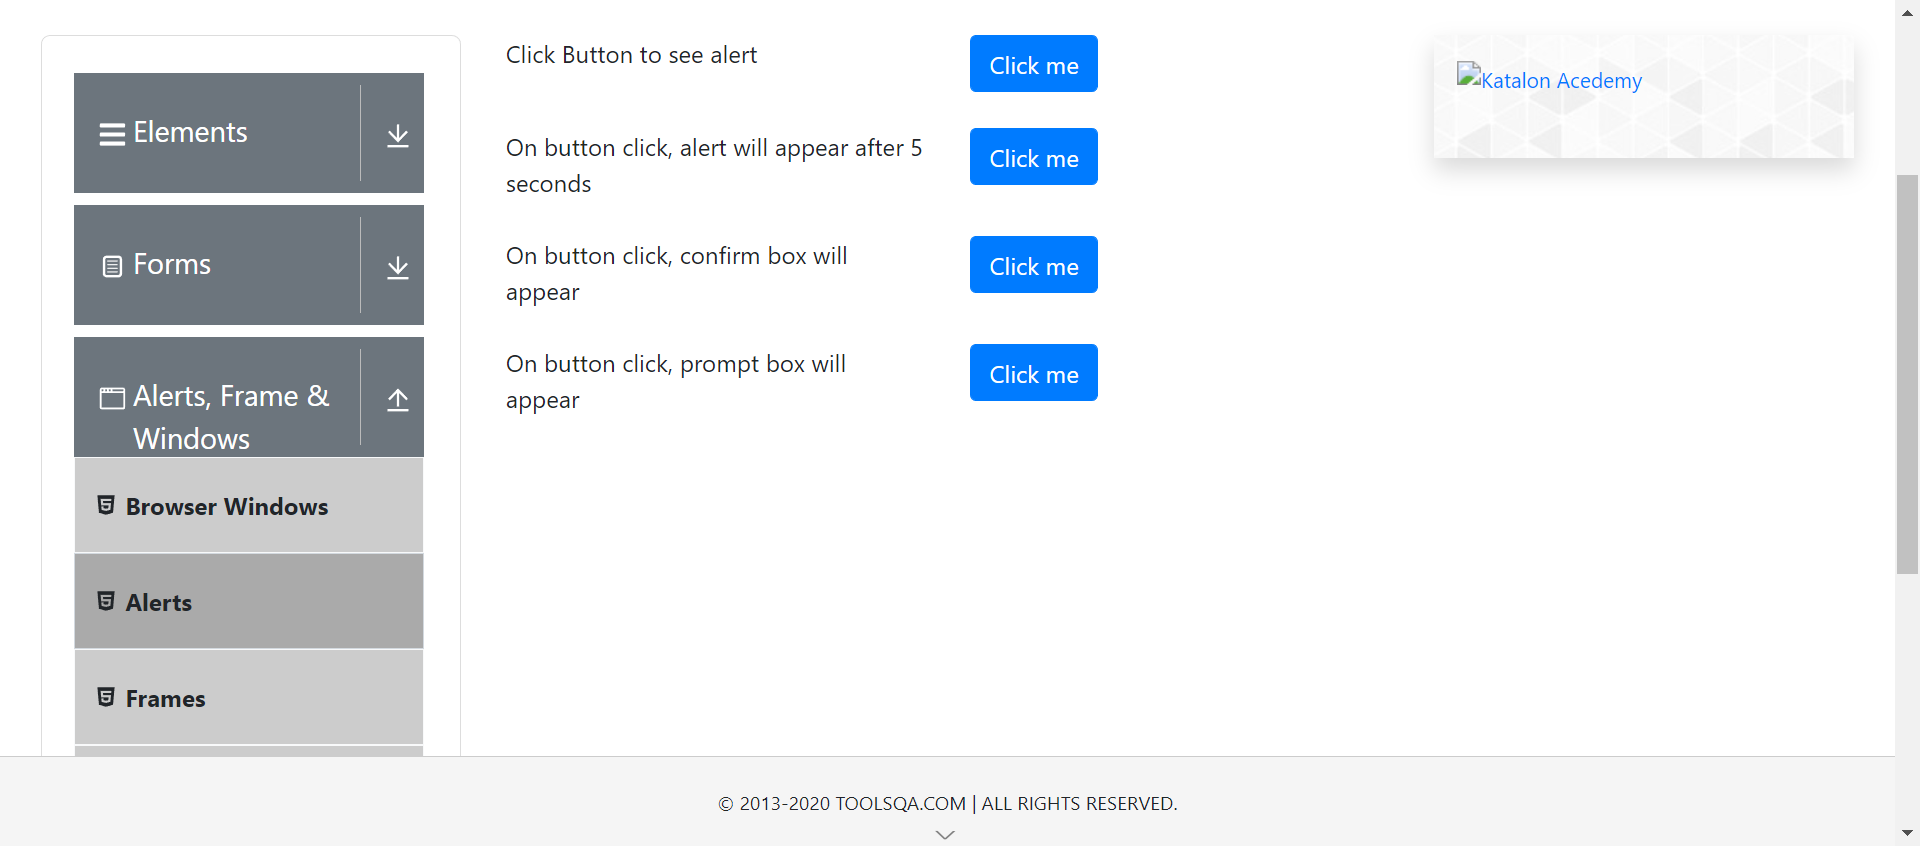 Elements
Forms
Alerts, Frame &
Windows
Browser Windows
Alerts
Frames
Click Button to see alert
Click me
On button click, alert will appear after 5
seconds
Click me
On button click, confirm box will
appear
Click me
On button click, prompt box will
appear
Click me
Katalon Acedemy
© 2013-2020 TOOLSQA.COM | ALL RIGHTS RESERVED.